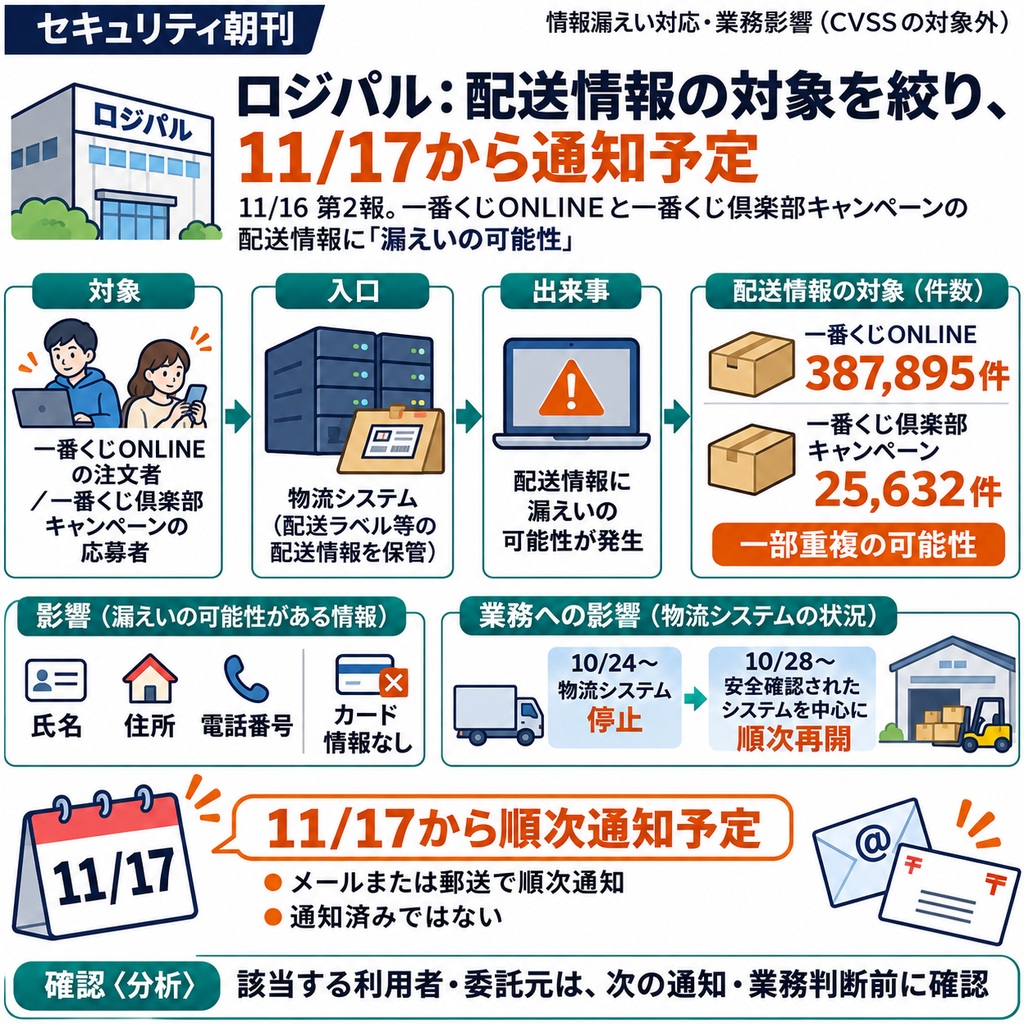 セキュリティ朝刊
情報漏えい対応・業務影響（CVSSの対象外）
ロジパル
ロジパル：配送情報の対象を絞り、
11/17から通知予定
11/16 第2報。一番くじONLINEと一番くじ倶楽部キャンペーンの
配送情報に「漏えいの可能性」
対象
一番くじONLINE
の注文者
／一番くじ倶楽部
キャンペーンの
応募者
入口
物流システム
（配送ラベル等の
配送情報を保管）
出来事
配送情報に
漏えいの
可能性が発生
配送情報の対象（件数）
一番くじONLINE
387,895件
一番くじ倶楽部
キャンペーン
25,632件
一部重複の可能性
影響（漏えいの可能性がある情報）
氏名
住所
電話番号
カード
情報なし
業務への影響（物流システムの状況）
10/24～
物流システム
停止
10/28～
安全確認された
システムを中心に
順次再開
11/17
11/17から順次通知予定
● メールまたは郵送で順次通知
● 通知済みではない
@
〒
〒
確認〈分析〉
該当する利用者・委託元は、次の通知・業務判断前に確認